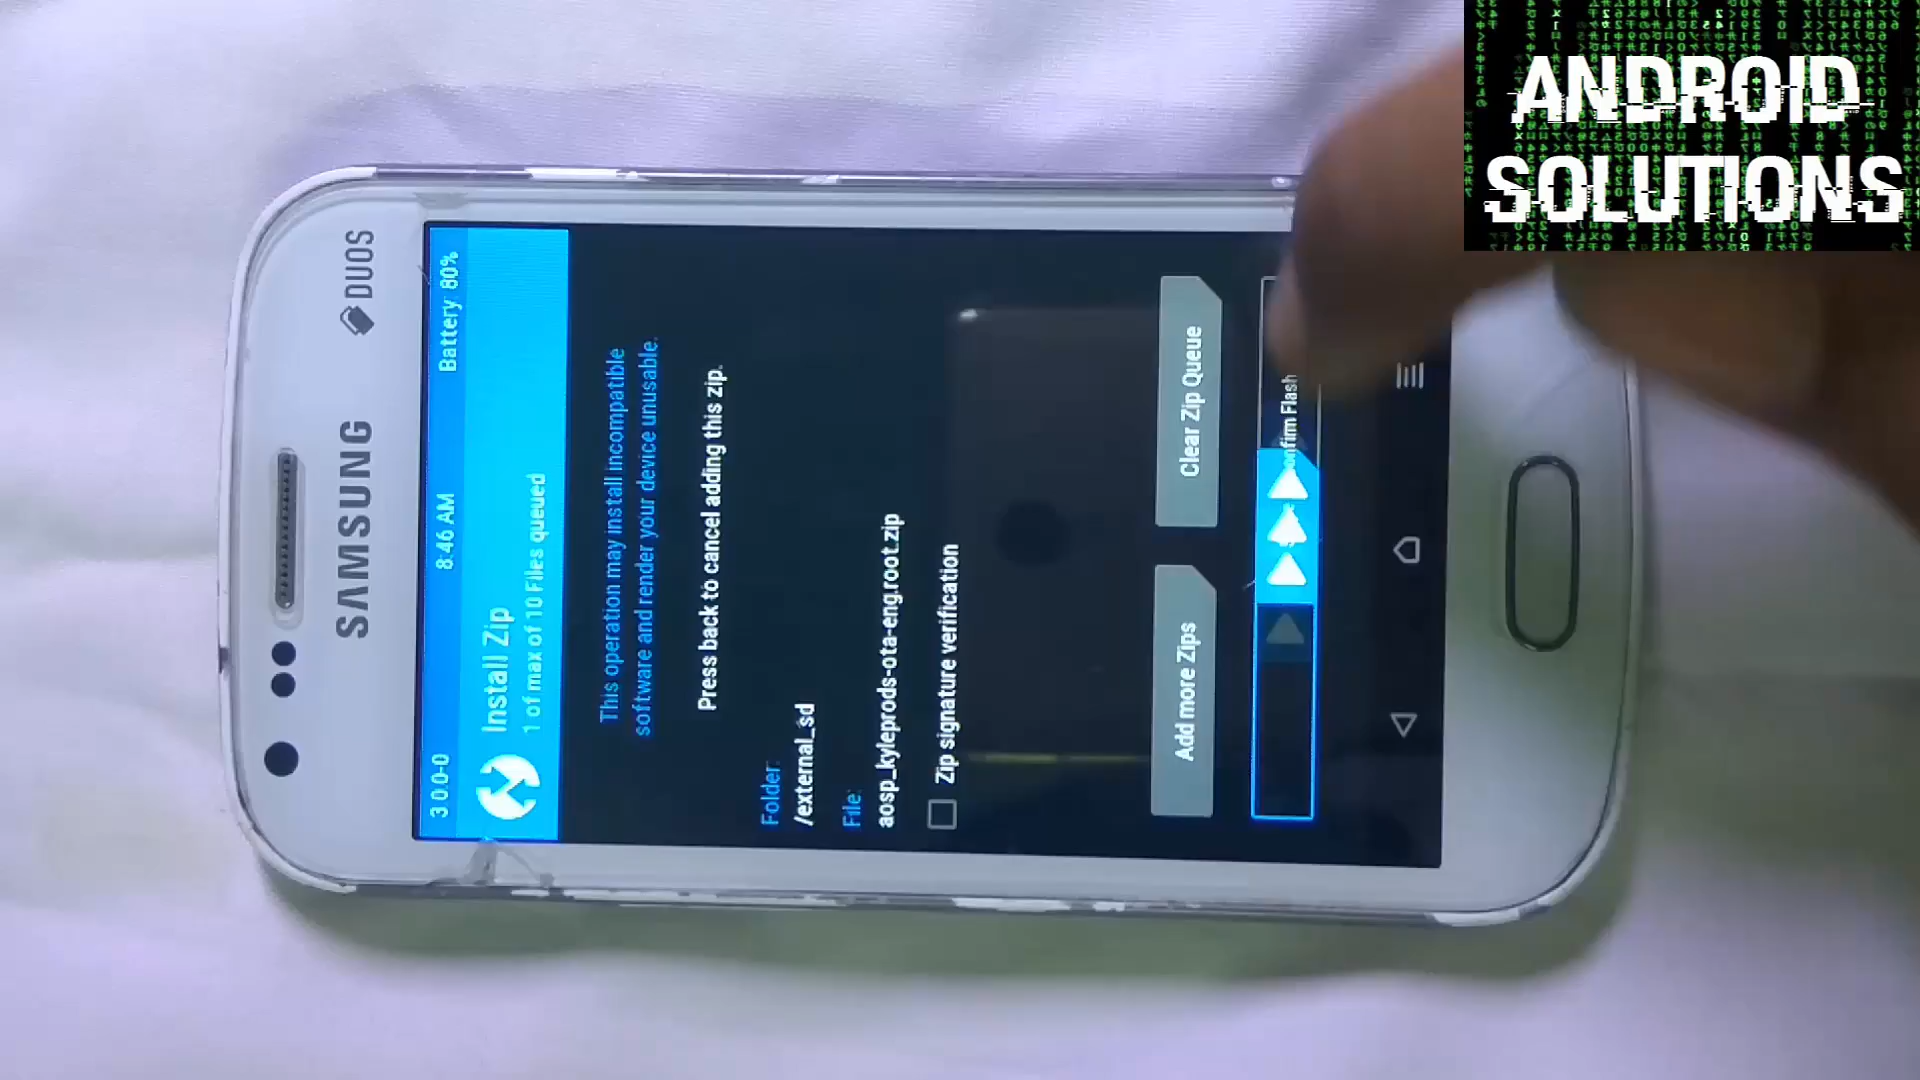 ANDROID
SOLUTIONS
DUOS
SAMSUNG
3.0.0-0 8:46 AM Battery: 80%
Install Zip
1 of max of 10 Files queued
This operation may install incompatible
software and render your device unusable.
Press back to cancel adding this zip.
Folder:
/external_sd
File:
aosp_kyleprods-ota-eng.root.zip
Zip signature verification
Add more Zips
Clear Zip Queue
Flash